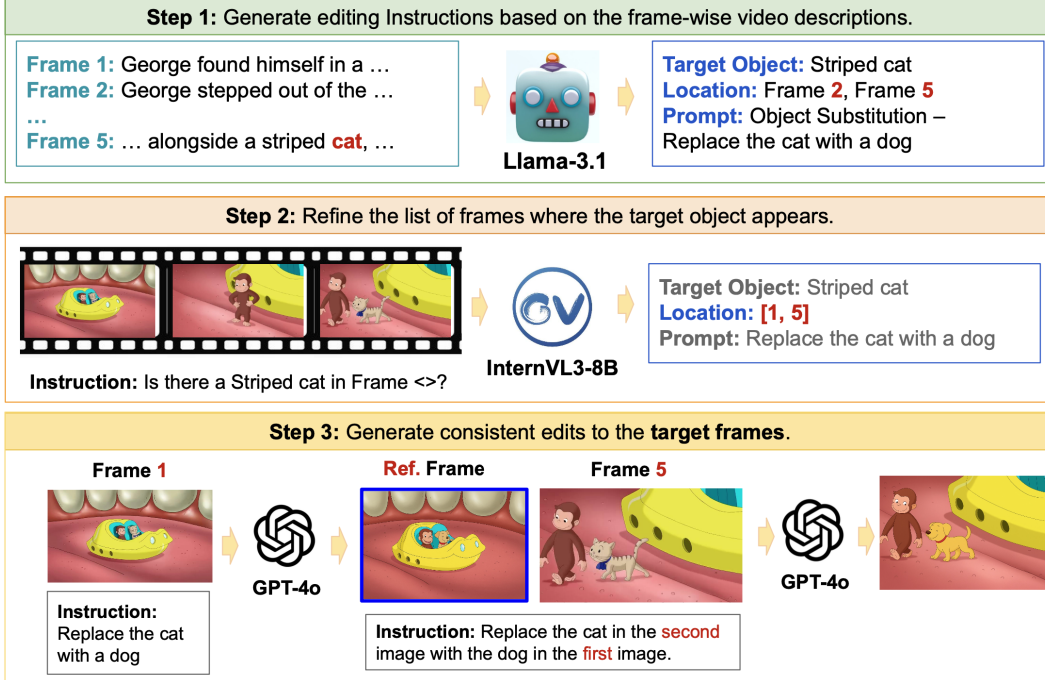 Step 1: Generate editing Instructions based on the frame-wise video descriptions.
Frame 1: George found himself in a …
Frame 2: George stepped out of the …
…
Frame 5: … alongside a striped cat, …
Llama-3.1
Target Object: Striped cat
Location: Frame 2, Frame 5
Prompt: Object Substitution –
Replace the cat with a dog
Step 2: Refine the list of frames where the target object appears.
Instruction: Is there a Striped cat in Frame <>?
InternVL3-8B
Target Object: Striped cat
Location: [1, 5]
Prompt: Replace the cat with a dog
Step 3: Generate consistent edits to the target frames.
Frame 1
Ref. Frame
Frame 5
GPT-4o
GPT-4o
Instruction:
Replace the cat
with a dog
Instruction: Replace the cat in the second
image with the dog in the first image.